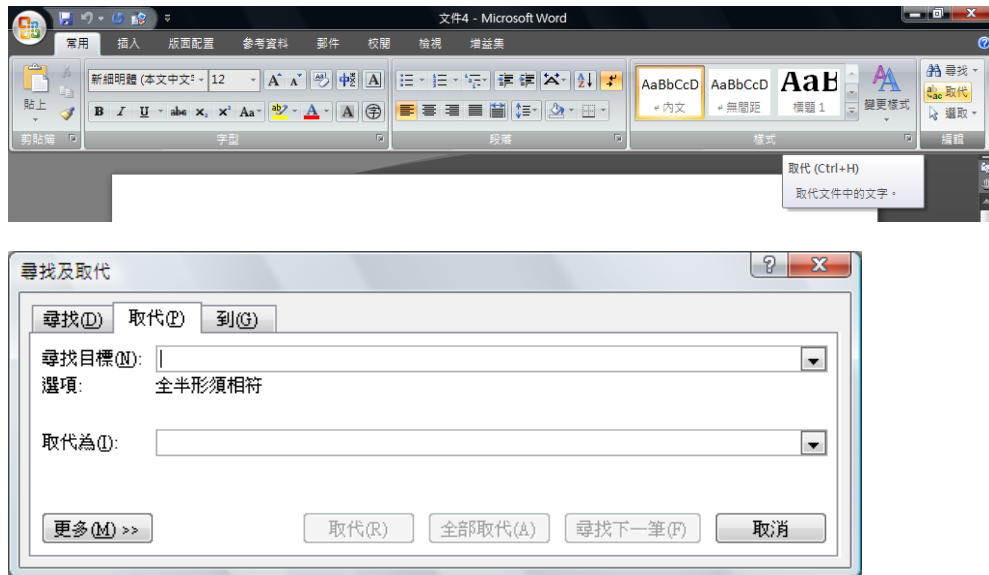 文件4 - Microsoft Word
常用 插入 版面配置 參考資料 郵件 校閱 檢視 增益集
新細明體 (本文中文 12
AaBbCcD AaBbCcD AaB
貼上 內文 無間距 標題 1 變更樣式
尋找
取代
選取
剪貼簿 字型 段落 樣式 編輯
取代 (Ctrl+H)
取代文件中的文字。
尋找及取代
尋找(D) 取代(P) 到(G)
尋找目標(N):
選項: 全半形須相符
取代為(I):
更多(M) >> 取代(R) 全部取代(A) 尋找下一筆(F) 取消